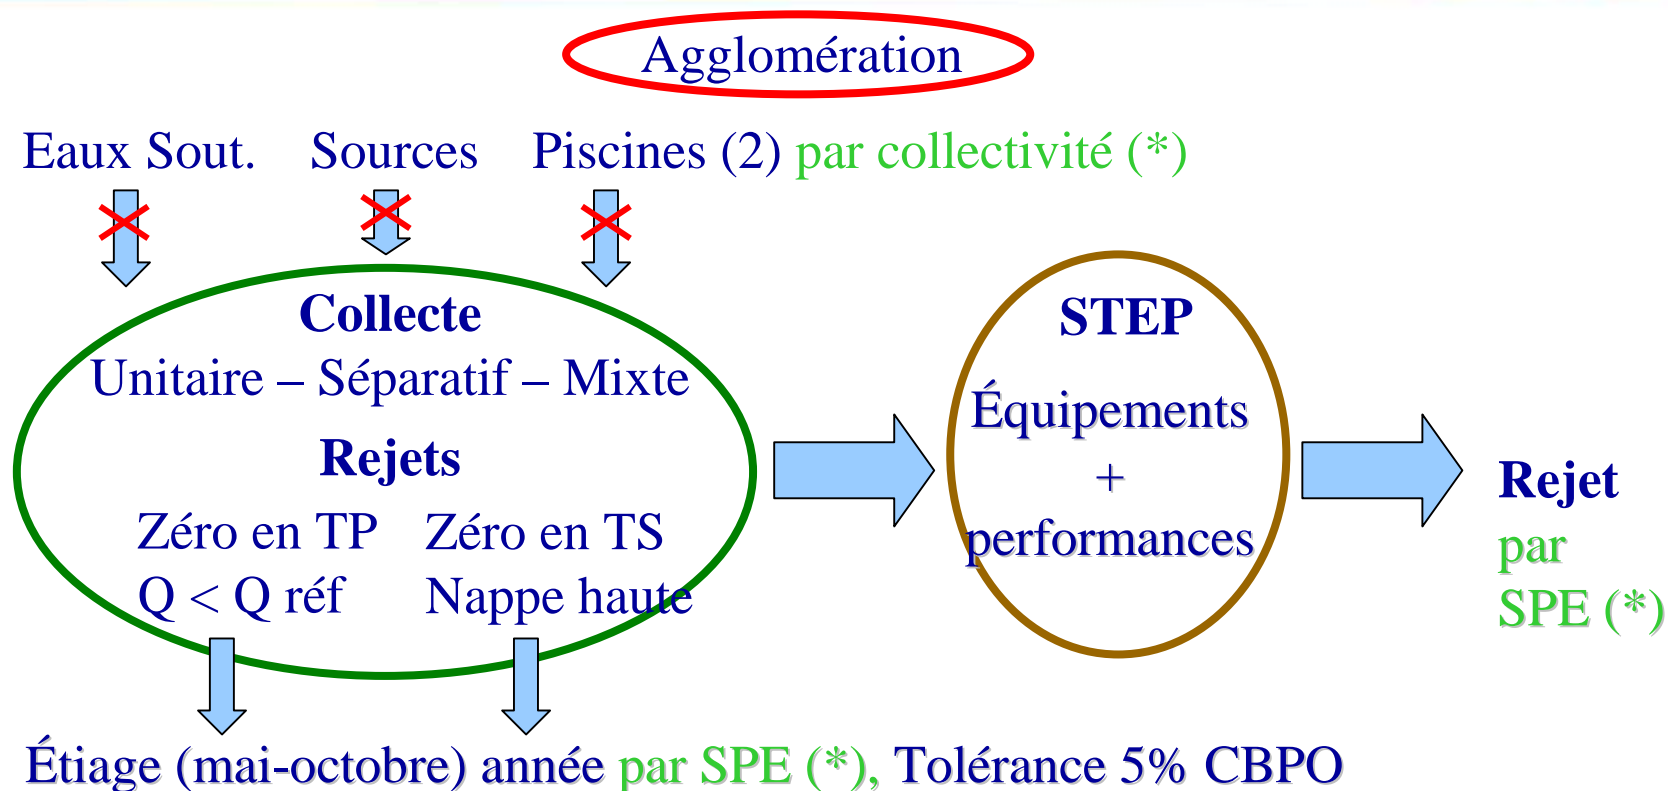 Agglomération
Eaux Sout. Sources Piscines (2) par collectivité (*)
Collecte
Unitaire – Séparatif – Mixte
Rejets
Zéro en TP Zéro en TS
Q < Q réf Nappe haute
STEP
Équipements
+
performances
Rejet
par
SPE (*)
Étiage (mai-octobre) année par SPE (*), Tolérance 5% CBPO